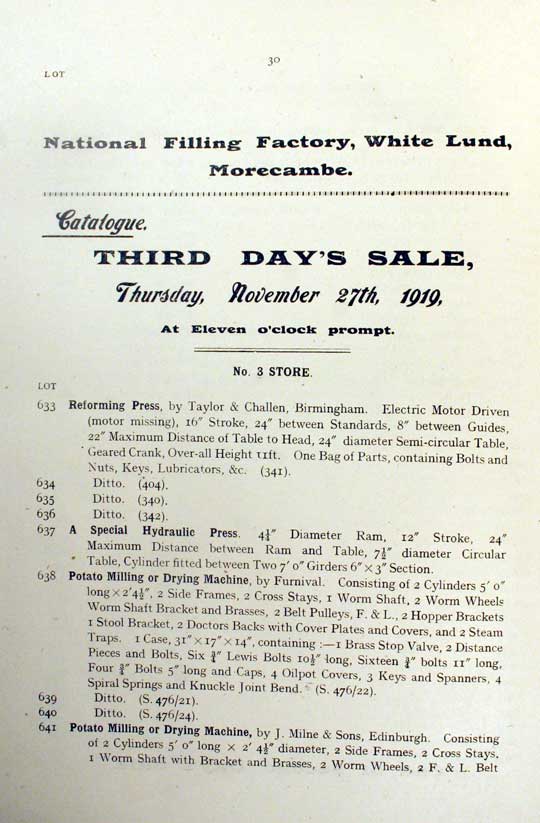 30
LOT
National Filling Factory, White Lund,
Morecambe.
Catalogue.
THIRD DAY'S SALE,
Thursday, November 27th, 1919,
At Eleven o'clock prompt.
No. 3 STORE.
LOT
633 Reforming Press, by Taylor & Challen, Birmingham. Electric Motor Driven
(motor missing), 16″ Stroke, 24″ between Standards, 8″ between Guides,
22″ Maximum Distance of Table to Head, 24″ diameter Semi-circular Table,
Geared Crank, Over-all Height 11ft. One Bag of Parts, containing Bolts and
Nuts, Keys, Lubricators, &c. (341).
634 Ditto. (404).
635 Ditto. (340).
636 Ditto. (342).
637 A Special Hydraulic Press. 4¼″ Diameter Ram, 12″ Stroke, 24″
Maximum Distance between Ram and Table, 7½″ diameter Circular
Table, Cylinder fitted between Two 7′ 0″ Girders 6″ × 3″ Section.
638 Potato Milling or Drying Machine, by Furnival. Consisting of 2 Cylinders 5′ 0″
long × 2′ 4½″, 2 Side Frames, 2 Cross Stays, 1 Worm Shaft, 2 Worm Wheels
Worm Shaft Bracket and Brasses, 2 Belt Pulleys, F. & L., 2 Hopper Brackets
1 Stool Bracket, 2 Doctors Backs with Cover Plates and Covers, and 2 Steam
Traps. 1 Case, 31″ × 17″ × 14″, containing :—1 Brass Stop Valve, 2 Distance
Pieces and Bolts, Six ¾″ Lewis Bolts 10½″ long, Sixteen ¾″ bolts 11″ long,
Four ¾″ Bolts 5″ long and Caps, 4 Oilpot Covers, 3 Keys and Spanners, 4
Spiral Springs and Knuckle Joint Bend. (S. 476/22).
639 Ditto. (S. 476/21).
640 Ditto. (S. 476/24).
641 Potato Milling or Drying Machine, by J. Milne & Sons, Edinburgh. Consisting
of 2 Cylinders 5′ 0″ long × 2′ 4½″ diameter, 2 Side Frames, 2 Cross Stays,
1 Worm Shaft with Bracket and Brasses, 2 Worm Wheels, 2 F. & L. Belt